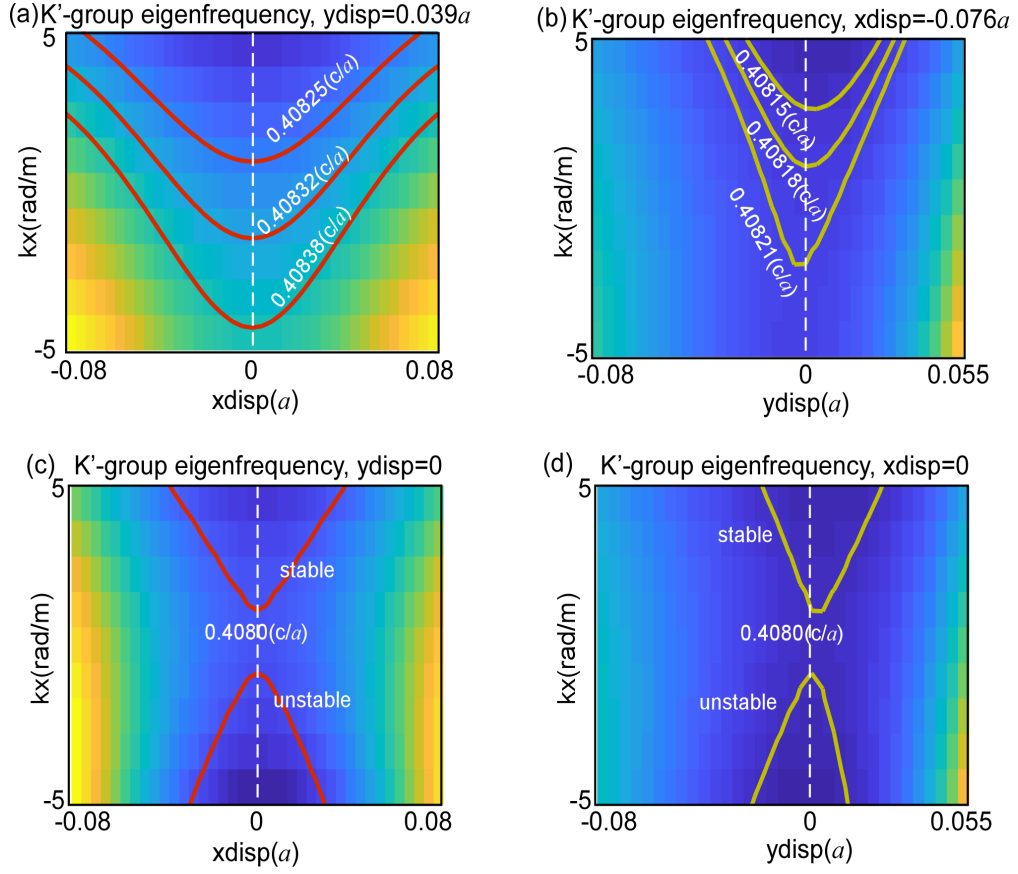 (a) K'-group eigenfrequency, ydisp=0.039a
5
kx(rad/m)
-5
0.40825(c/a)
0.40832(c/a)
0.40838(c/a)
-0.08 0 0.08
xdisp(a)
(b) K'-group eigenfrequency, xdisp=-0.076a
5
kx(rad/m)
-5
0.40815(c/a)
0.40818(c/a)
0.40821(c/a)
-0.08 0 0.055
ydisp(a)
(c) K'-group eigenfrequency, ydisp=0
5
kx(rad/m)
-5
stable
0.4080(c/a)
unstable
-0.08 0 0.08
xdisp(a)
(d) K'-group eigenfrequency, xdisp=0
5
kx(rad/m)
-5
stable
0.4080(c/a)
unstable
-0.08 0 0.055
ydisp(a)